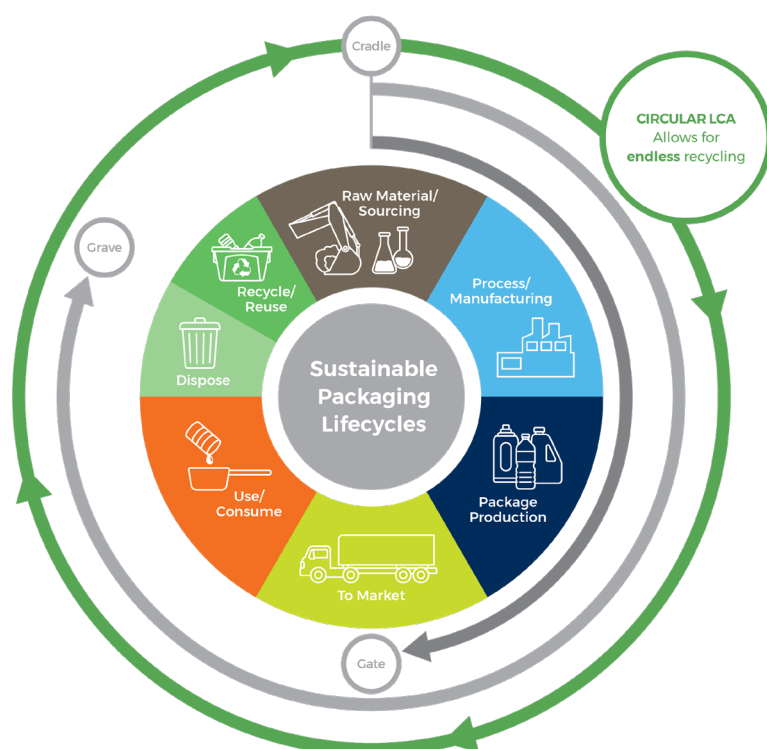 Cradle
CIRCULAR LCA
Allows for
endless recycling
Raw Material/
Sourcing
Grave
Recycle/
Reuse
Process/
Manufacturing
Dispose
Sustainable
Packaging
Lifecycles
Use/
Consume
Package
Production
To Market
Gate